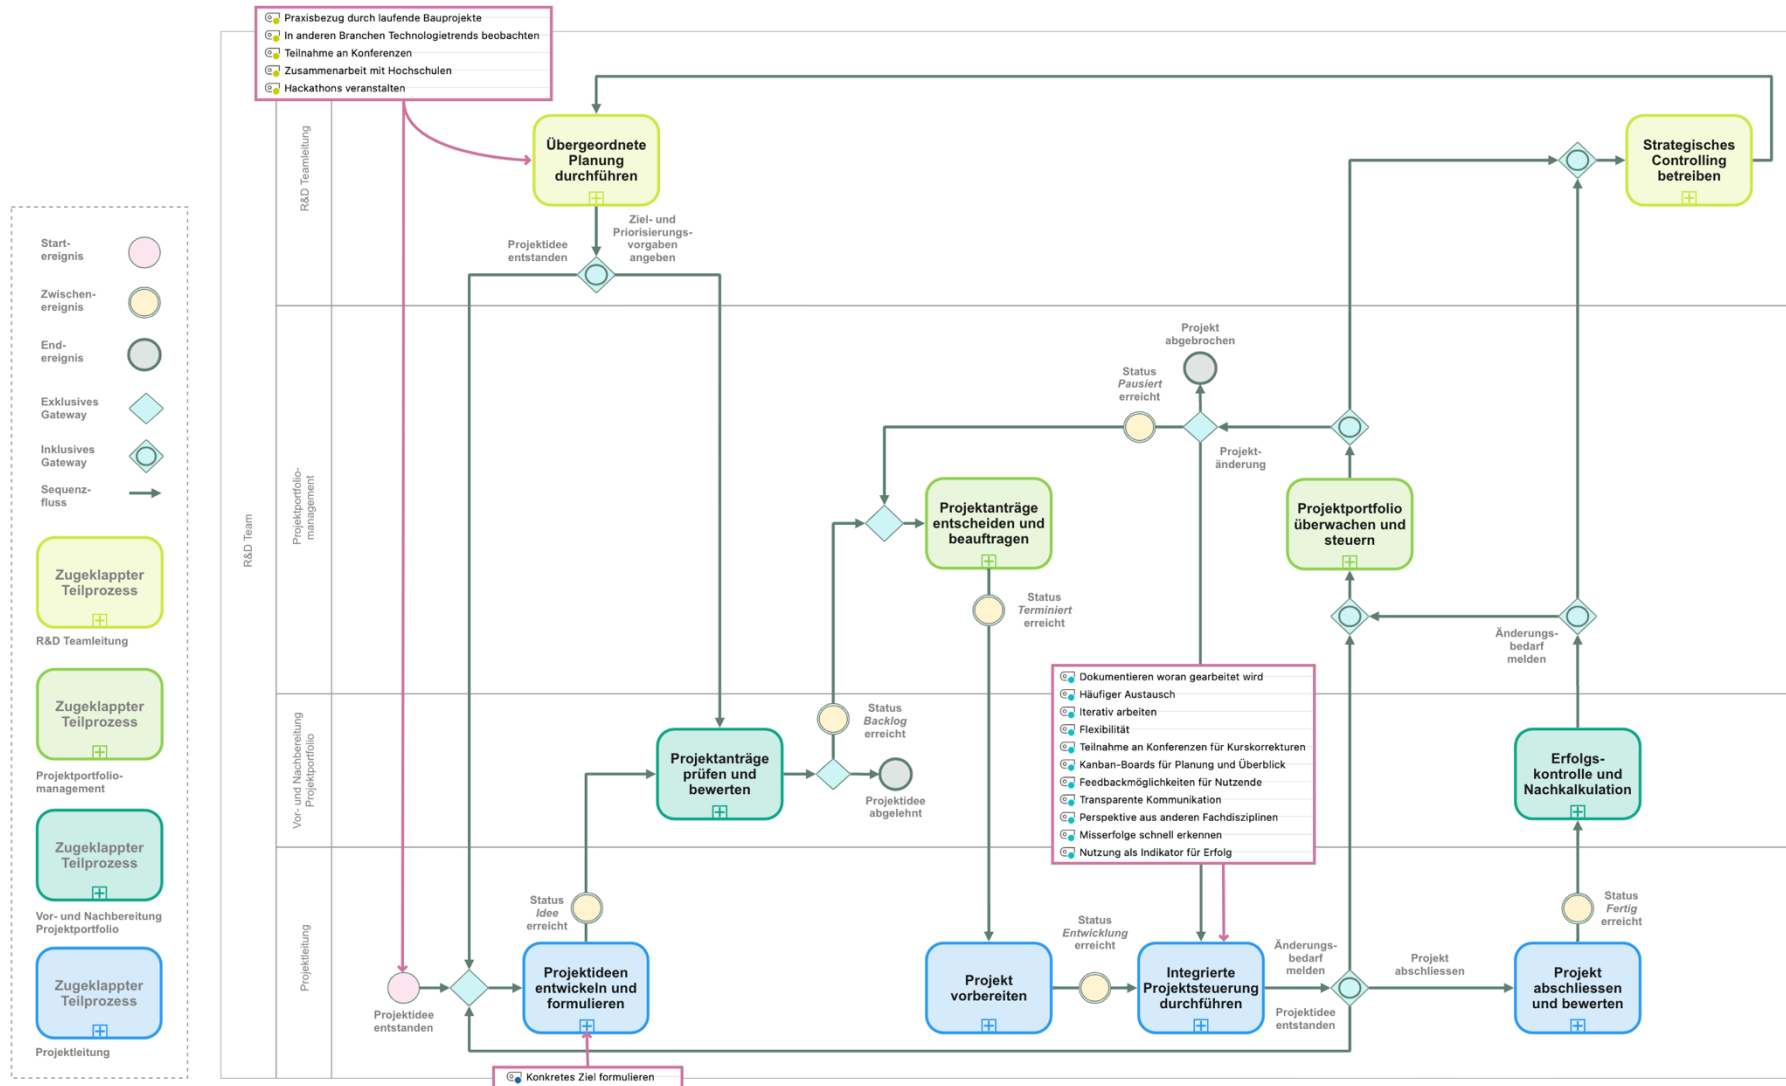 Praxisbezug durch laufende Bauprojekte
In anderen Branchen Technologietrends beobachten
Teilnahme an Konferenzen
Zusammenarbeit mit Hochschulen
Hackathons veranstalten
Start-
ereignis
Zwischen-
ereignis
End-
ereignis
Exklusives
Gateway
Inklusives
Gateway
Sequenz-
fluss
Zugeklappter
Teilprozess
R&D Teamleitung
Zugeklappter
Teilprozess
Projektportfolio-
management
Zugeklappter
Teilprozess
Vor- und Nachbereitung
Projektportfolio
Zugeklappter
Teilprozess
Projektleitung
R&D Team
R&D Teamleitung
Übergeordnete
Planung
durchführen
Strategisches
Controlling
betreiben
Projektidee
entstanden
Ziel- und
Priorisierungs-
vorgaben
angeben
Projektportfolio-
management
Projekt
abgebrochen
Status
Pausiert
erreicht
Projekt-
änderung
Projektanträge
entscheiden und
beauftragen
Projektportfolio
überwachen und
steuern
Status
Terminiert
erreicht
Änderungs-
bedarf
melden
Vor- und Nachbereitung
Projektportfolio
Status
Backlog
erreicht
Projektanträge
prüfen und
bewerten
Projektidee
abgelehnt
Dokumentieren woran gearbeitet wird
Häufiger Austausch
Iterativ arbeiten
Flexibilität
Teilnahme an Konferenzen für Kurskorrekturen
Kanban-Boards für Planung und Überblick
Feedbackmöglichkeiten für Nutzende
Transparente Kommunikation
Perspektive aus anderen Fachdisziplinen
Misserfolge schnell erkennen
Nutzung als Indikator für Erfolg
Erfolgs-
kontrolle und
Nachkalkulation
Projektleitung
Status
Idee
erreicht
Projektidee
entstanden
Projektideen
entwickeln und
formulieren
Projekt
vorbereiten
Status
Entwicklung
erreicht
Integrierte
Projektsteuerung
durchführen
Änderungs-
bedarf
melden
Projektidee
entstanden
Projekt
abschliessen
Status
Fertig
erreicht
Projekt
abschliessen
und bewerten
Konkretes Ziel formulieren